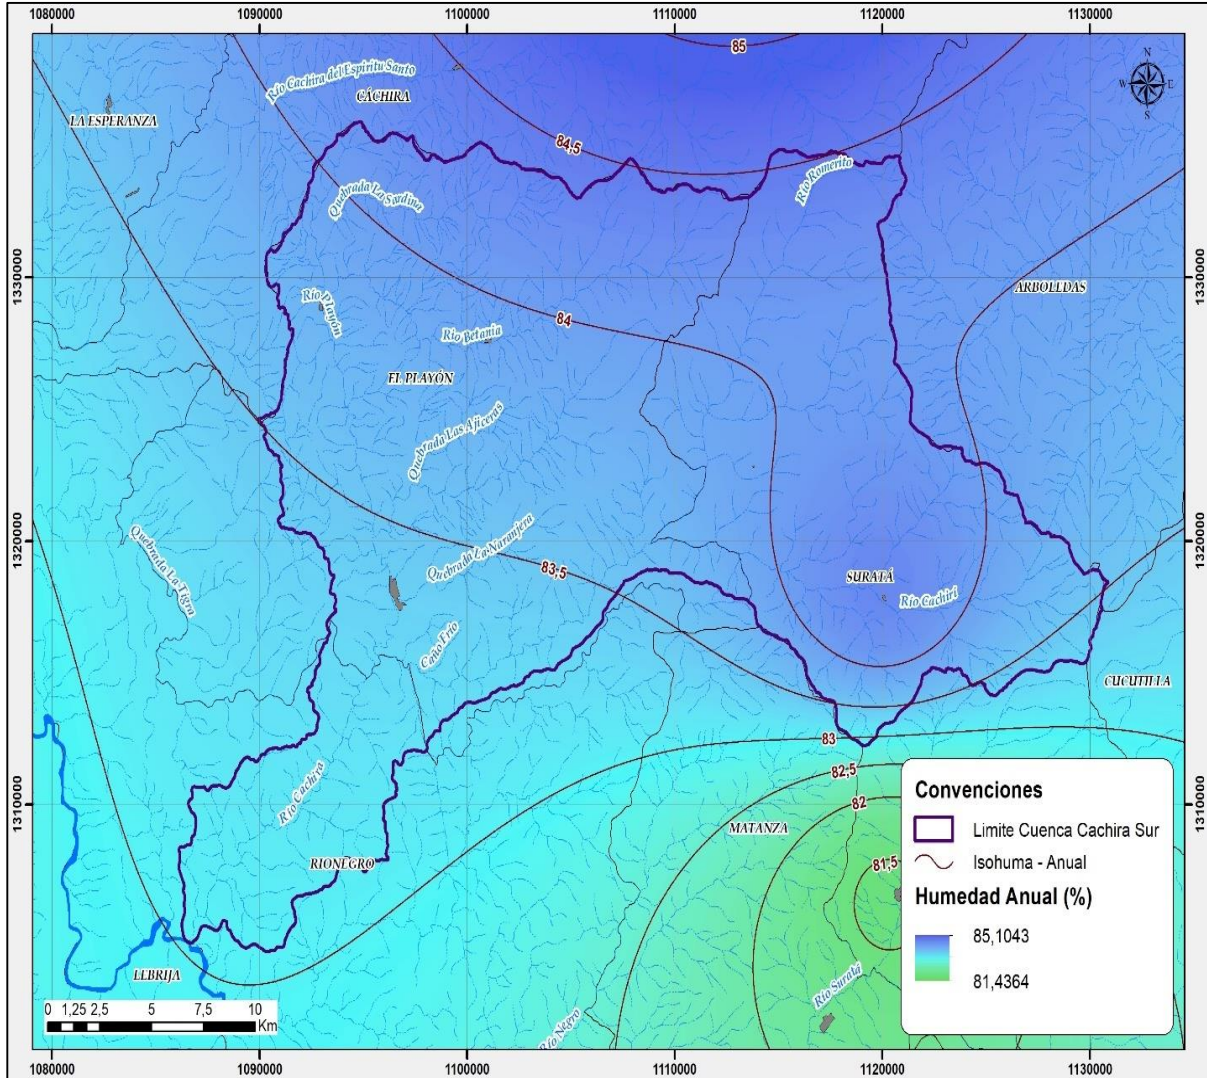 1080000 1090000 1100000 1110000 1120000 1130000
85
N
W E
S
Río Cachira del Espiritu Santo
CÁCHIRA
LA ESPERANZA
84,5
Río Romerito
Quebrada La Sardina
1330000 1330000
ARBOLEDAS
Río Playón
84
Río Betania
EL PLAYÓN
Quebrada Las Ajiceras
1320000 1320000
Quebrada La Naranjera
Quebrada La Tigra
83,5
SURATÁ
Río Cachirí
Caño Frío
CUCUTILLA
83
82,5
Río Cachira
82
1310000 1310000
MATANZA
RIONEGRO
81,5
Convenciones
Limite Cuenca Cachira Sur
Isohuma - Anual
Humedad Anual (%)
85,1043
81,4364
LEBRIJA
Río Suratá
Río Negro
0 1,25 2,5 5 7,5 10
Km
1080000 1090000 1100000 1110000 1120000 1130000